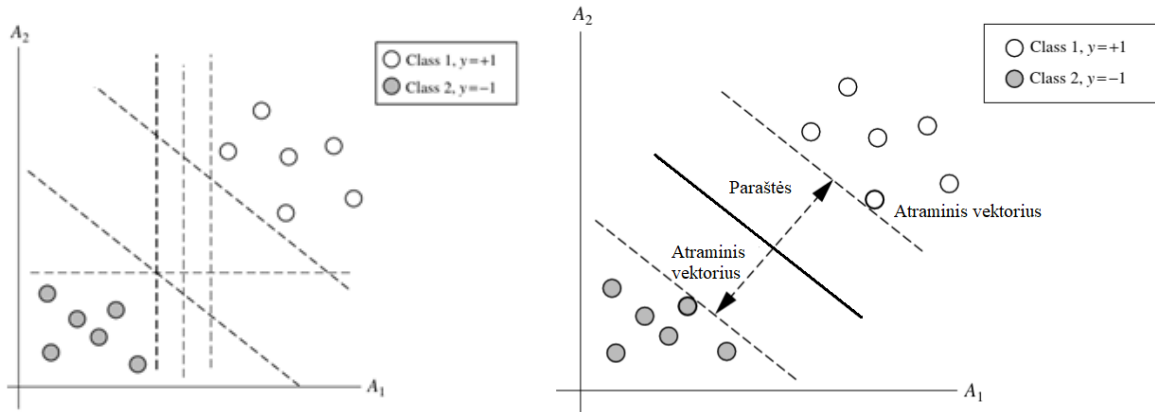 A2
Class 1, y=+1
Class 2, y=−1
A1
A2
Class 1, y=+1
Class 2, y=−1
Paraštės
Atraminis vektorius
Atraminis
vektorius
A1